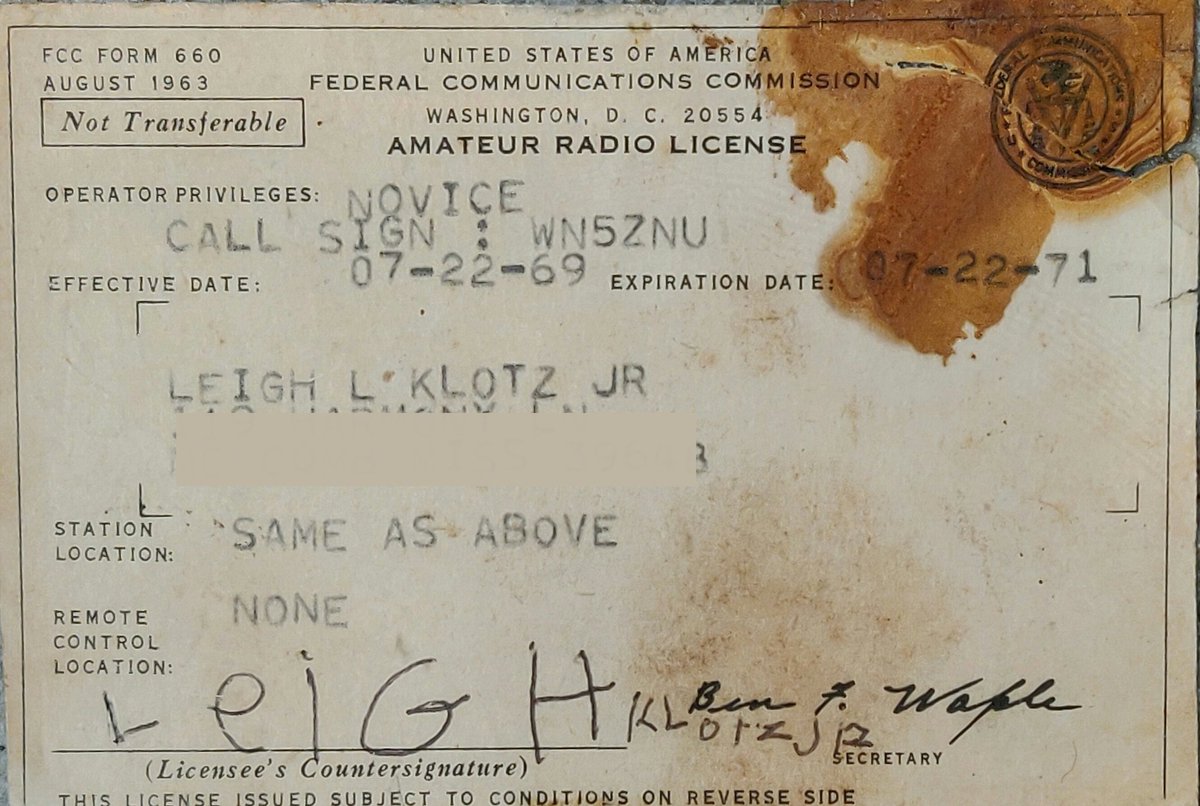 FCC FORM 660
AUGUST 1963
Not Transferable
UNITED STATES OF AMERICA
FEDERAL COMMUNICATIONS COMMISSION
WASHINGTON, D. C. 20554
AMATEUR RADIO LICENSE
OPERATOR PRIVILEGES: NOVICE
CALL SIGN : WN5ZNU
EFFECTIVE DATE: 07-22-69 EXPIRATION DATE: 07-22-71
LEIGH L KLOTZ JR
STATION LOCATION: SAME AS ABOVE
REMOTE CONTROL LOCATION: NONE
LeiGH KLOTZ JR
Ben F. Waple
(Licensee's Countersignature)
SECRETARY
THIS LICENSE ISSUED SUBJECT TO CONDITIONS ON REVERSE SIDE